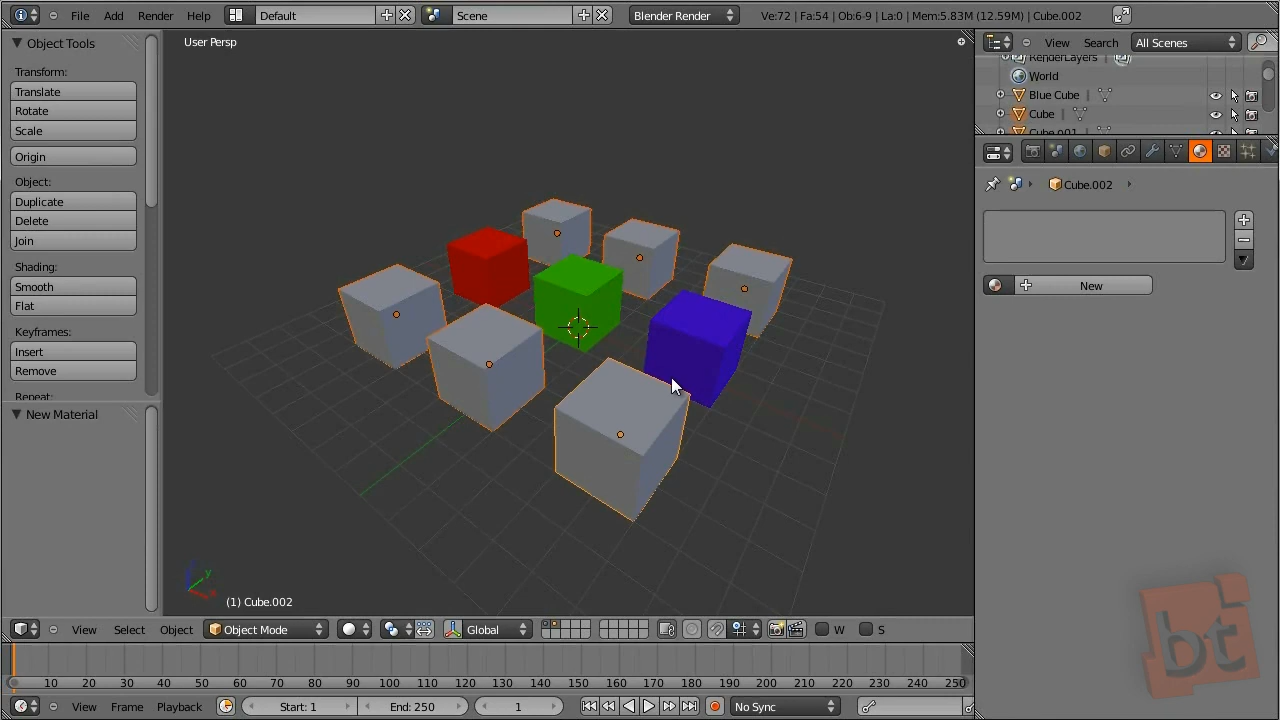 File Add Render Help Default Scene Blender Render Ve:72 | Fa:54 | Ob:6-9 | La:0 | Mem:5.83M (12.59M) | Cube.002
Object Tools
Transform:
Translate
Rotate
Scale
Origin
Object:
Duplicate
Delete
Join
Shading:
Smooth
Flat
Keyframes:
Insert
Remove
Repeat:
New Material
User Persp
(1) Cube.002
View Search All Scenes
RenderLayers
World
Blue Cube
Cube
Cube.001
Cube.002
New
View Select Object Object Mode Global W S
10 20 30 40 50 60 70 80 90 100 110 120 130 140 150 160 170 180 190 200 210 220 230 240 250
View Frame Playback Start: 1 End: 250 1 No Sync
bt